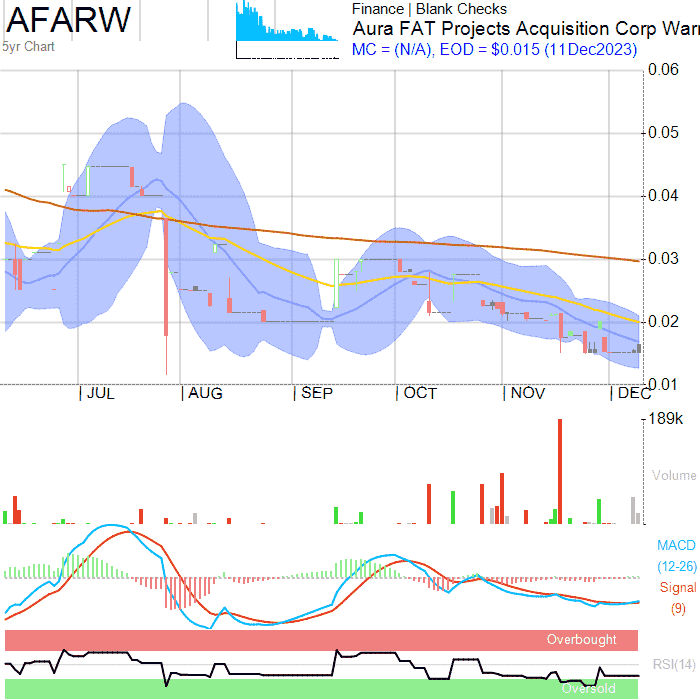 AFARW
5yr Chart
Finance | Blank Checks
Aura FAT Projects Acquisition Corp Warr
MC = (N/A), EOD = $0.015 (11Dec2023)
0.06
0.05
0.04
0.03
0.02
0.01
JUL AUG SEP OCT NOV DEC
189k
Volume
MACD
(12-26)
Signal
(9)
Overbought
RSI(14)
Oversold